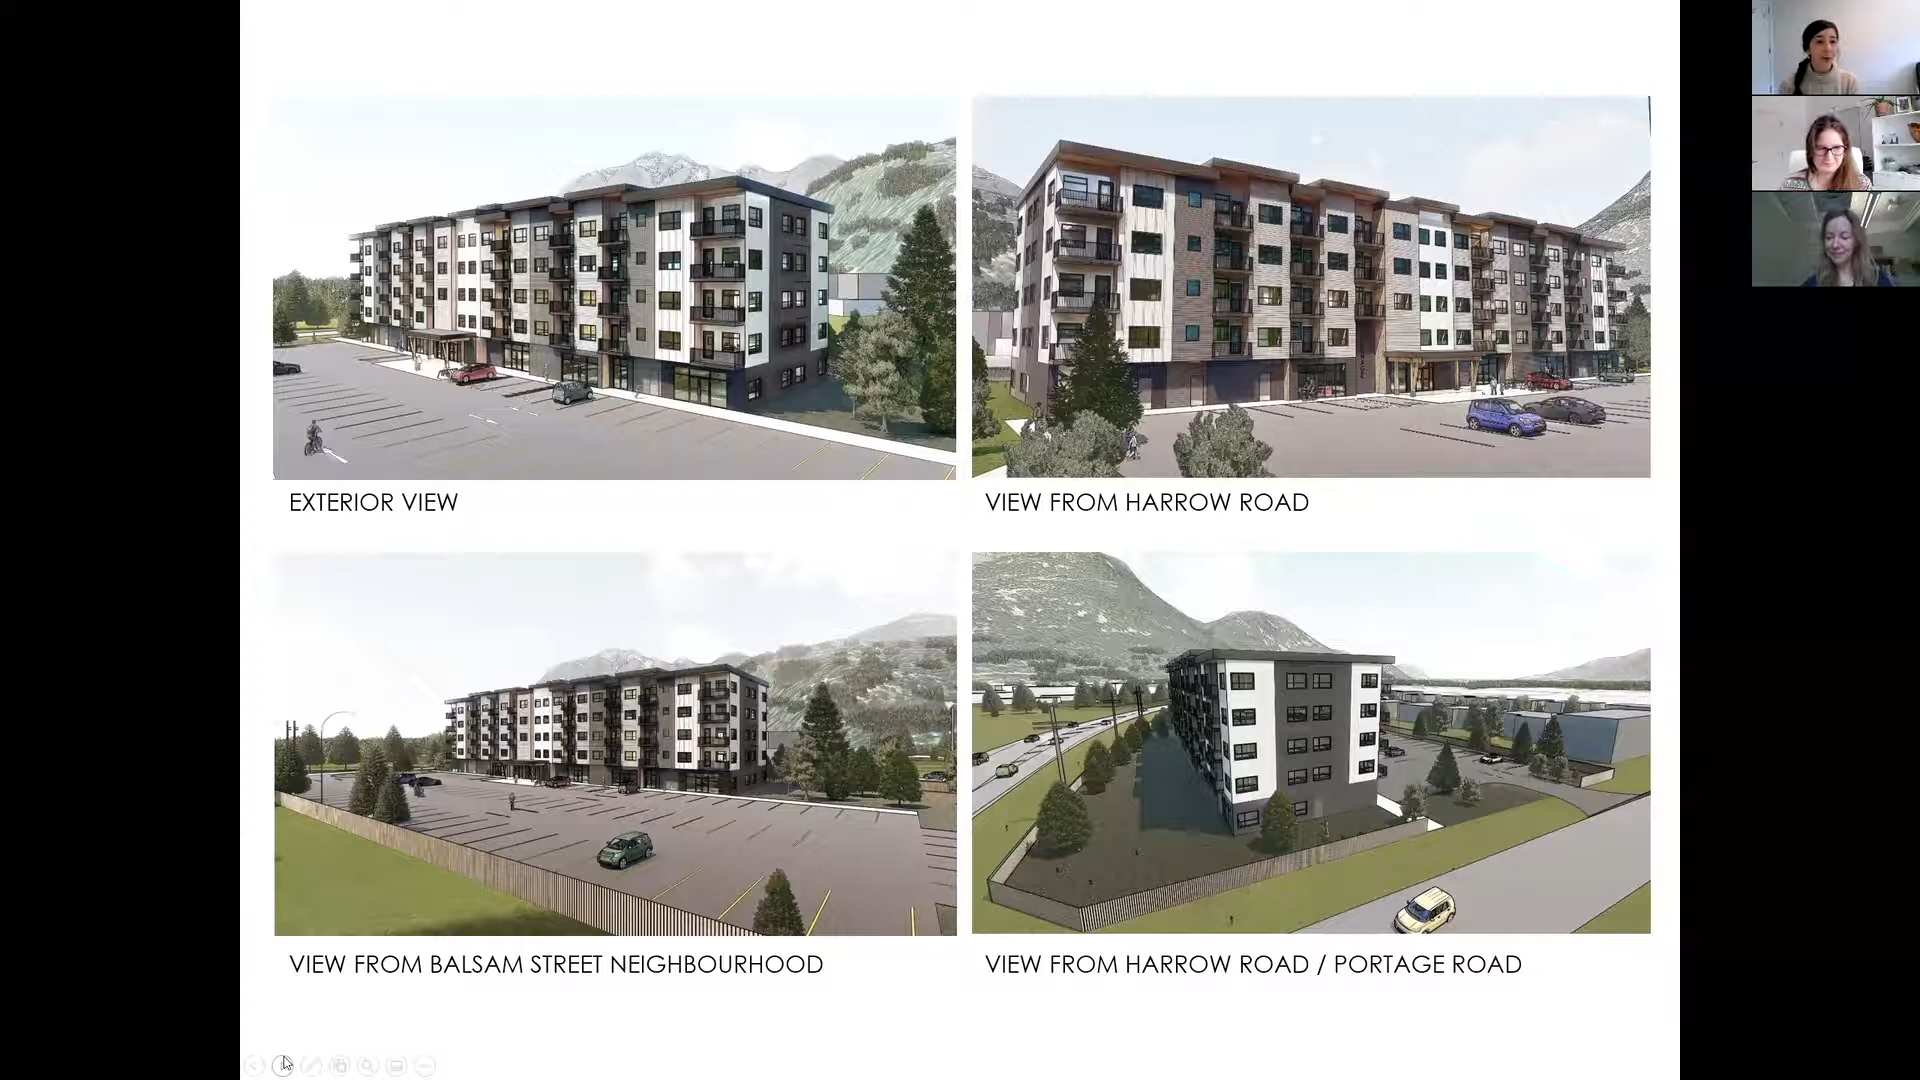 EXTERIOR VIEW
VIEW FROM HARROW ROAD
VIEW FROM BALSAM STREET NEIGHBOURHOOD
VIEW FROM HARROW ROAD / PORTAGE ROAD